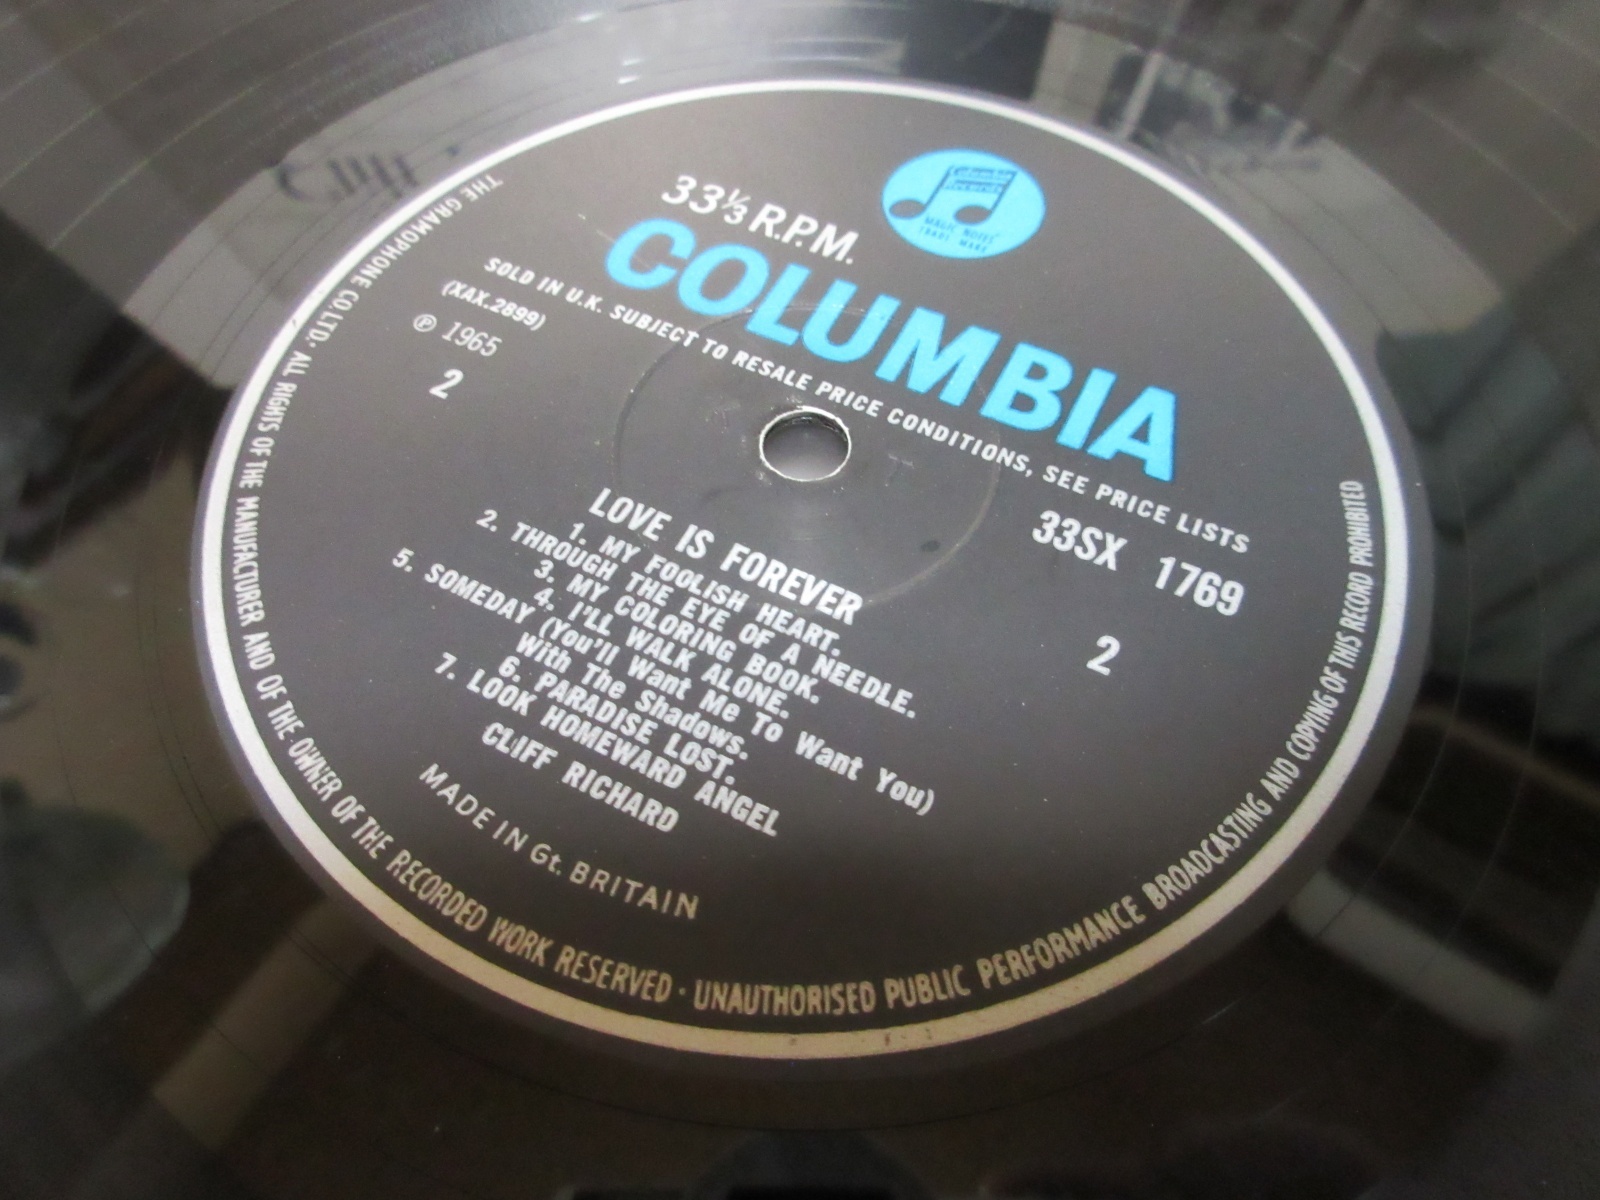 Columbia
Records
MAGIC NOTES
TRADE MARK
33⅓ R.P.M.
COLUMBIA
SOLD IN U.K. SUBJECT TO RESALE PRICE CONDITIONS, SEE PRICE LISTS
(XAX.2899)
℗ 1965
2
33SX 1769
2
LOVE IS FOREVER
1. MY FOOLISH HEART.
2. THROUGH THE EYE OF A NEEDLE.
3. MY COLORING BOOK.
4. I'LL WALK ALONE.
5. SOMEDAY (You'll Want Me To Want You)
With The Shadows.
6. PARADISE LOST.
7. LOOK HOMEWARD ANGEL
CLIFF RICHARD
MADE IN Gt. BRITAIN
THE GRAMOPHONE CO. LTD. ALL RIGHTS OF THE MANUFACTURER AND OF THE OWNER OF THE RECORDED WORK RESERVED · UNAUTHORISED PUBLIC PERFORMANCE BROADCASTING AND COPYING OF THIS RECORD PROHIBITED